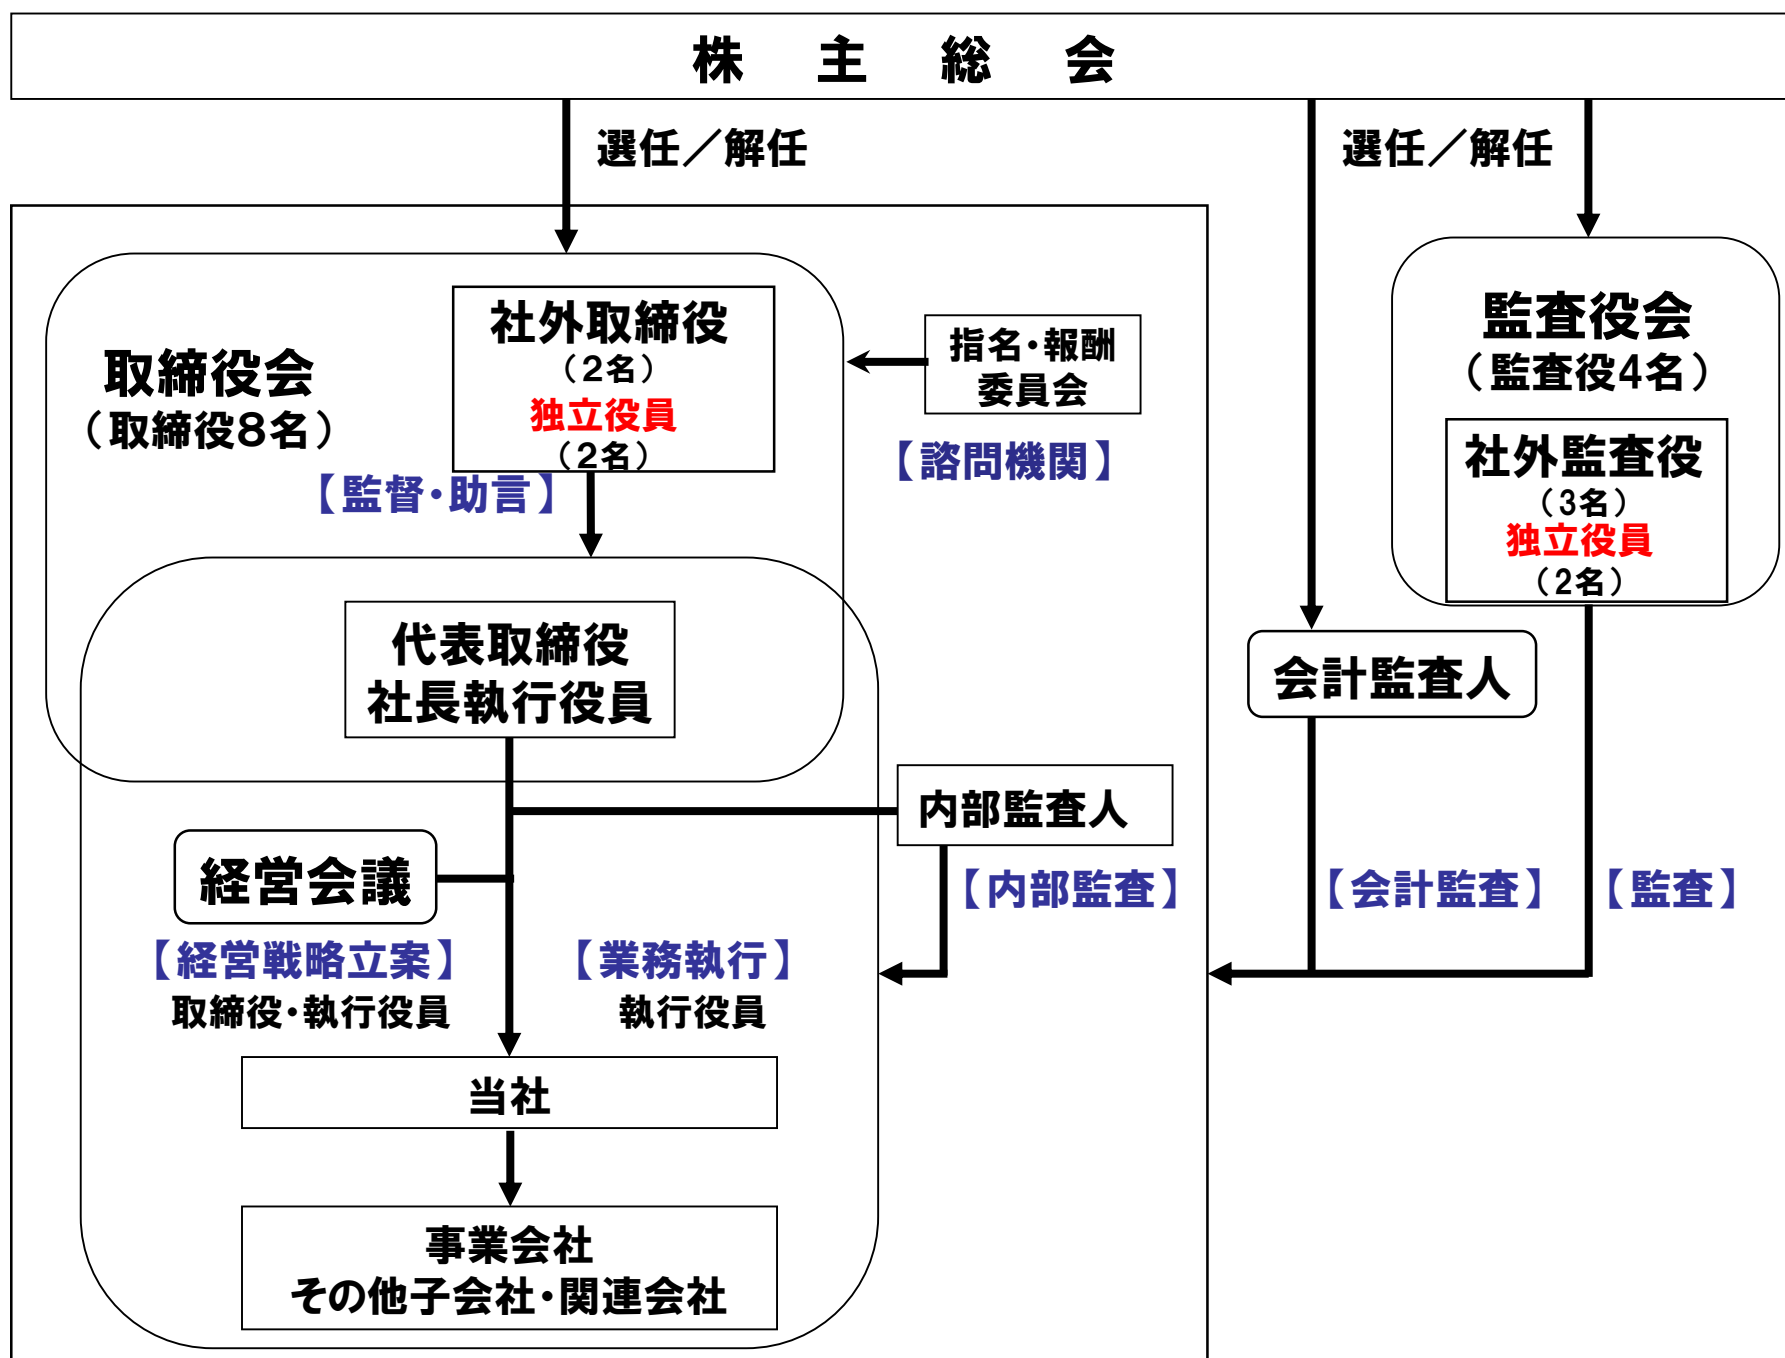 株 主 総 会
選任／解任
選任／解任
取締役会
（取締役８名）
社外取締役
（２名）
独立役員
（２名）
【監督・助言】
指名・報酬
委員会
【諮問機関】
監査役会
（監査役４名）
社外監査役
（３名）
独立役員
（２名）
代表取締役
社長執行役員
会計監査人
内部監査人
経営会議
【内部監査】
【会計監査】
【監査】
【経営戦略立案】
取締役・執行役員
【業務執行】
執行役員
当社
事業会社
その他子会社・関連会社